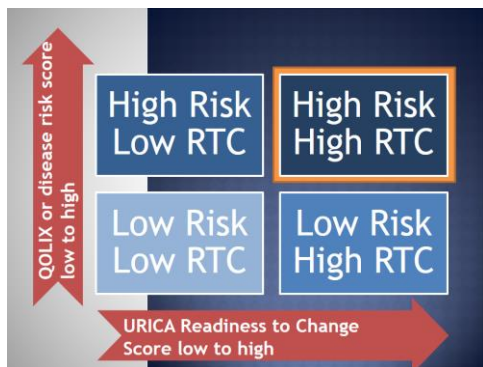 QOLIX or disease risk score
low to high
High Risk
Low RTC
High Risk
High RTC
Low Risk
Low RTC
Low Risk
High RTC
URICA Readiness to Change
Score low to high